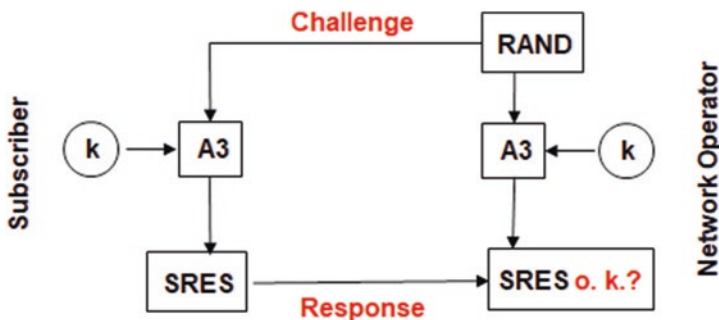 Challenge
RAND
Subscriber
k
A3
A3
k
Network Operator
SRES
Response
SRES o. k.?